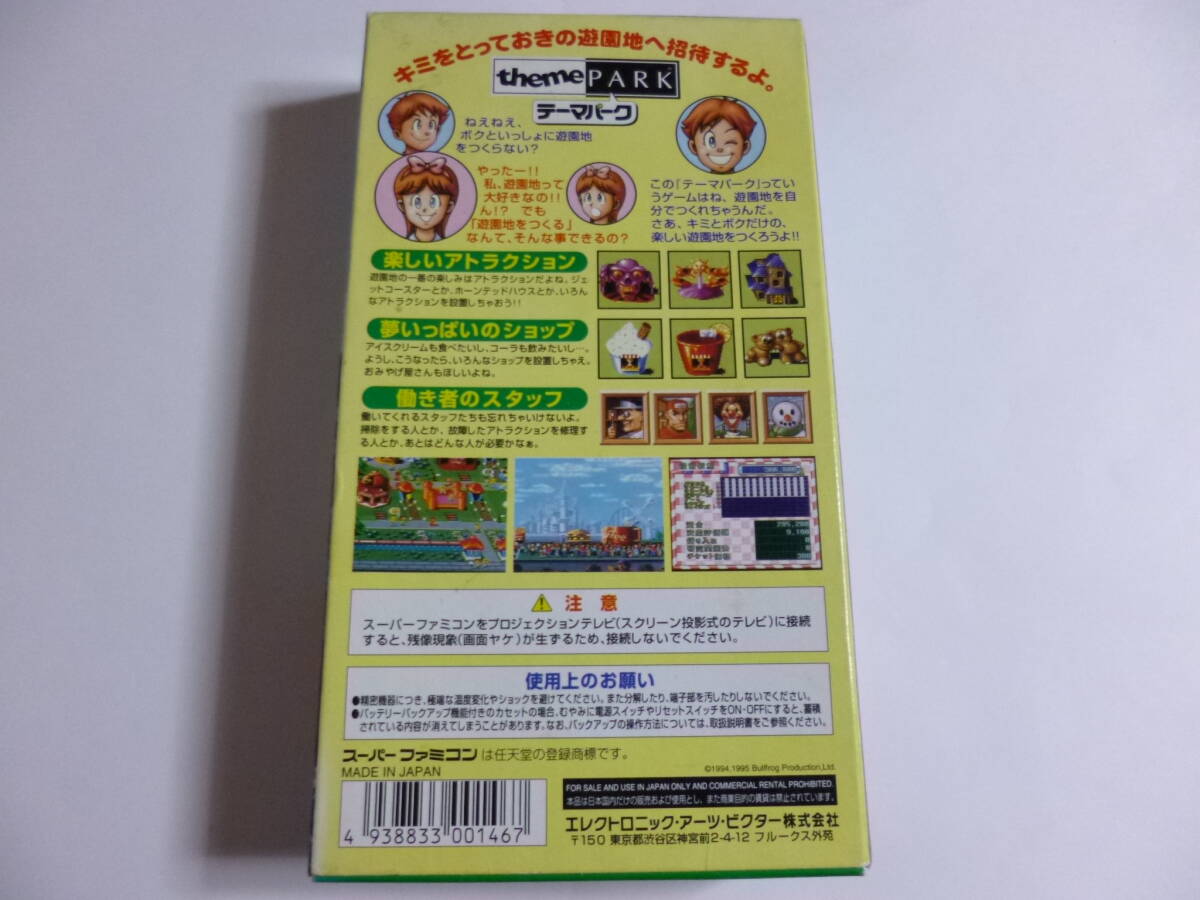 キミをとっておきの遊園地へ招待するよ。
theme PARK
テーマパーク
ねえねえ、
ボクといっしょに遊園地
をつくらない?
やったー!!
私、遊園地って
大好きなの!!
ん!? でも
「遊園地をつくる」
なんて、そんな事できるの?
この「テーマパーク」ってい
うゲームはね、遊園地を自
分でつくれちゃうんだ。
さあ、キミとボクだけの、
楽しい遊園地をつくろうよ!!
楽しいアトラクション
遊園地の一番の楽しみはアトラクションだよね。ジェ
ットコースターとか、ホーンテッドハウスとか、いろん
なアトラクションを設置しちゃおう!!
夢いっぱいのショップ
アイスクリームも食べたいし、コーラも飲みたいし…。
ようし、こうなったら、いろんなショップを設置しちゃえ。
おみやげ屋さんもほしいよね。
働き者のスタッフ
働いてくれるスタッフたちも忘れちゃいけないよ。
掃除をする人とか、故障したアトラクションを修理す
る人とか、あとはどんな人が必要かなぁ。
295,280
9,100
0
0
チケット価格 300
注意
スーパーファミコンをプロジェクションテレビ(スクリーン投影式のテレビ)に接続
すると、残像現象(画面ヤケ)が生ずるため、接続しないでください。
使用上のお願い
●精密機器につき、極端な温度変化やショックを避けてください。また分解したり、端子部を汚したりしないでください。
●バッテリーバックアップ機能付きのカセットの場合、むやみに電源スイッチやリセットスイッチをON・OFFにすると、蓄積
されている内容が消えてしまうことがあります。なお、バックアップの操作方法については、取扱説明書をご参照ください。
スーパーファミコンは任天堂の登録商標です。
MADE IN JAPAN
©1994,1995 Bullfrog Production,Ltd.
FOR SALE AND USE IN JAPAN ONLY AND COMMERCIAL RENTAL PROHIBITED.
本品は日本国内だけの販売および使用とし、また商業目的の賃貸は禁止されています。
4 938833 001467
エレクトロニック・アーツ・ビクター株式会社
〒150 東京都渋谷区神宮前2-4-12 フルークス外苑